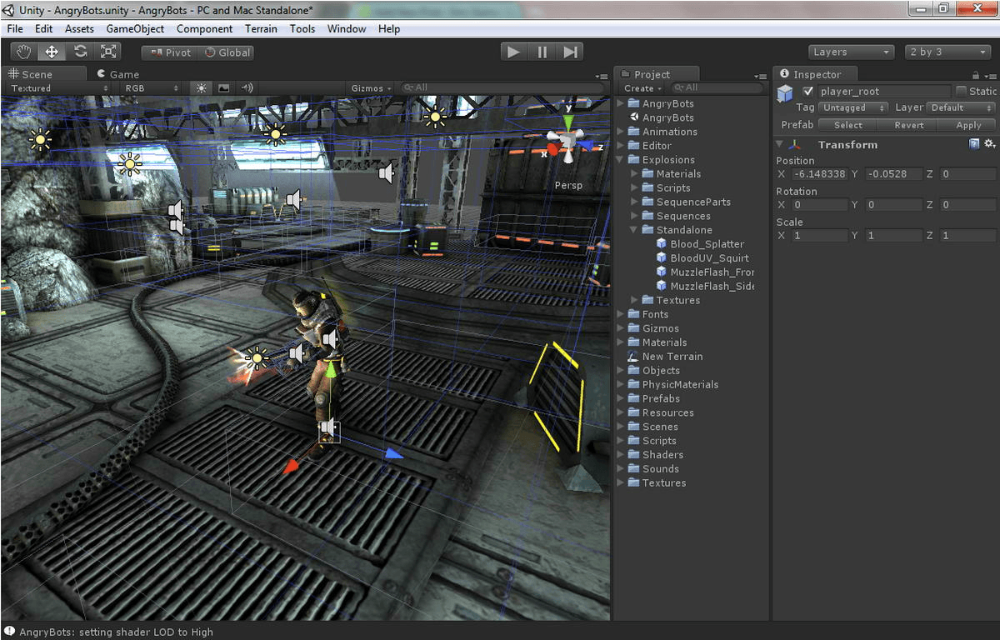 Unity - AngryBots.unity - AngryBots - PC and Mac Standalone*
File Edit Assets GameObject Component Terrain Tools Window Help
Pivot Global Layers 2 by 3
Scene Game
Textured RGB Gizmos All
x y z
Persp
Project
Create All
AngryBots
AngryBots
Animations
Editor
Explosions
Materials
Scripts
SequenceParts
Sequences
Standalone
Blood_Splatter
BloodUV_Squirt
MuzzleFlash_Fror
MuzzleFlash_Side
Textures
Fonts
Gizmos
Materials
New Terrain
Objects
PhysicMaterials
Prefabs
Resources
Scenes
Scripts
Shaders
Sounds
Textures
Inspector
player_root Static
Tag Untagged Layer Default
Prefab Select Revert Apply
Transform
Position
X -6.148338 Y -0.0528 Z 0
Rotation
X 0 Y 0 Z 0
Scale
X 1 Y 1 Z 1
AngryBots: setting shader LOD to High